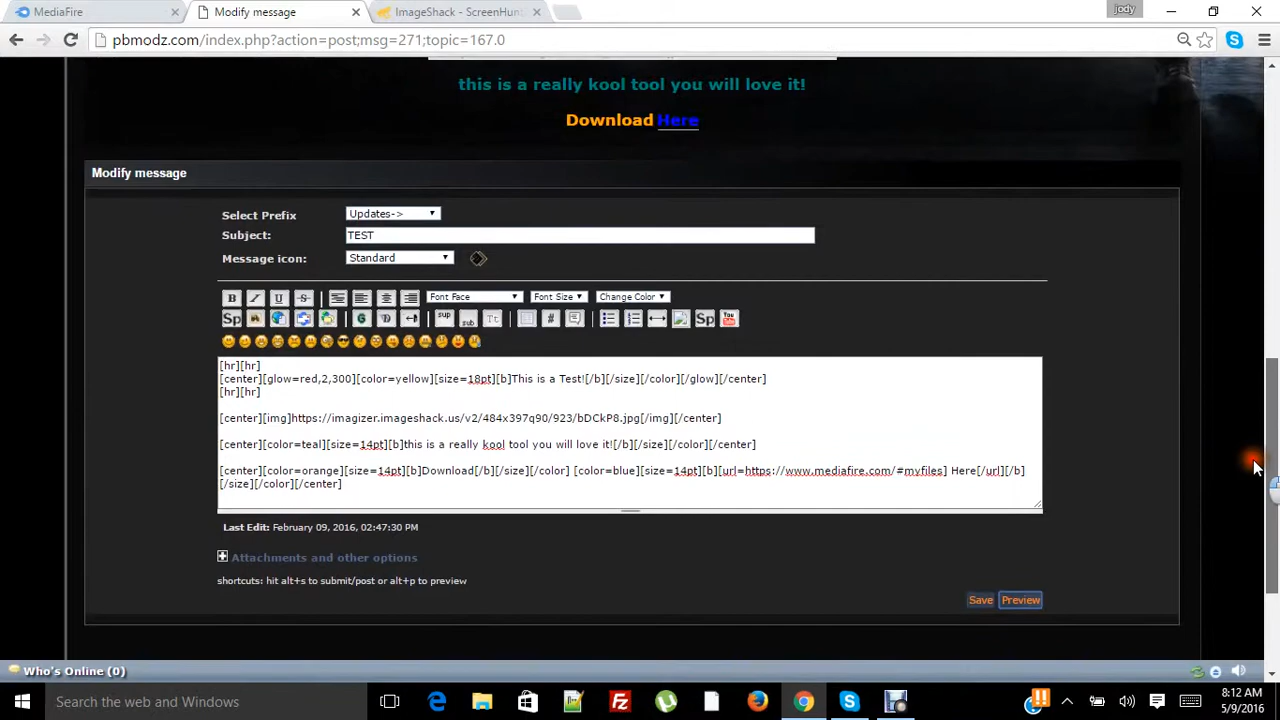 MediaFire
Modify message
ImageShack - ScreenHun
jody
pbmodz.com/index.php?action=post;msg=271;topic=167.0
this is a really kool tool you will love it!
Download Here
Modify message
Select Prefix
Updates->
Subject:
TEST
Message icon:
Standard
B I U S
Font Face
Font Size
Change Color
Sp
G
sup
sub
Tt
#
Sp
You
[hr][hr]
[center][glow=red,2,300][color=yellow][size=18pt][b]This is a Test![/b][/size][/color][/glow][/center]
[hr][hr]
[center][img]https://imagizer.imageshack.us/v2/484x397q90/923/bDCkP8.jpg[/img][/center]
[center][color=teal][size=14pt][b]this is a really kool tool you will love it![/b][/size][/color][/center]
[center][color=orange][size=14pt][b]Download[/b][/size][/color] [color=blue][size=14pt][b][url=https://www.mediafire.com/#myfiles] Here[/url][/b]
[/size][/color][/center]
Last Edit: February 09, 2016, 02:47:30 PM
Attachments and other options
shortcuts: hit alt+s to submit/post or alt+p to preview
Save
Preview
Who's Online (0)
Search the web and Windows
8:12 AM
5/9/2016